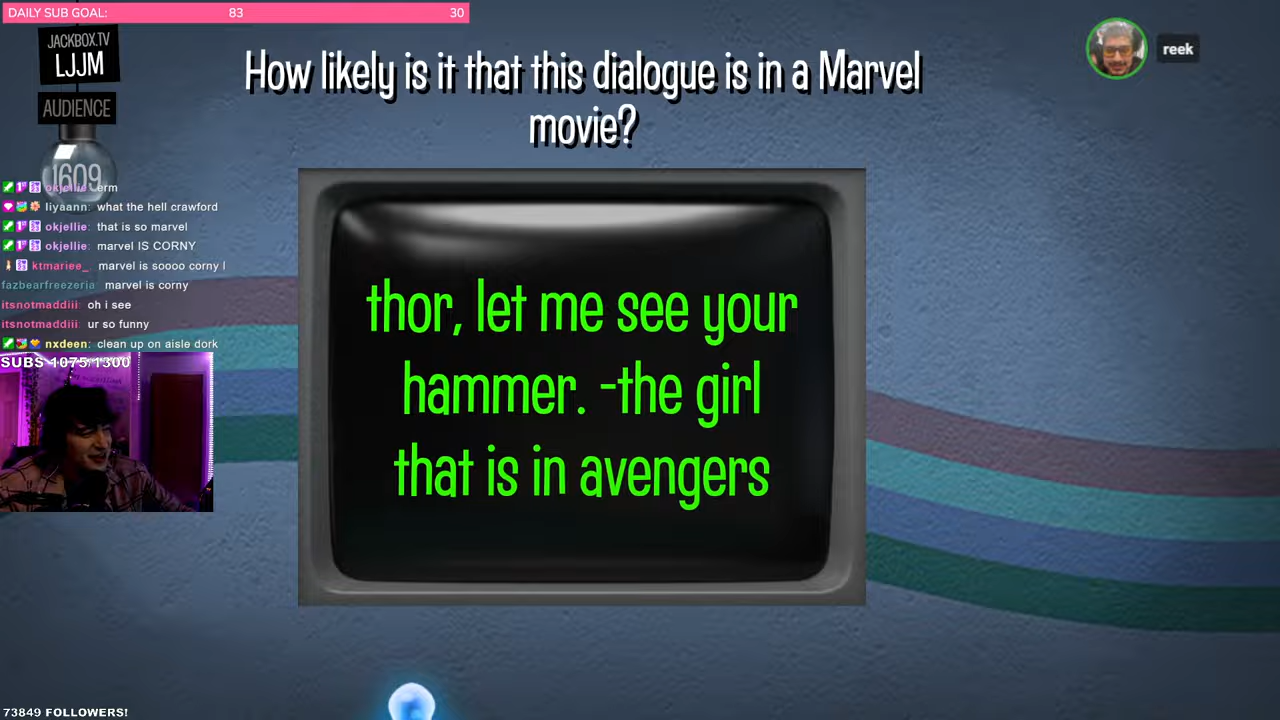 DAILY SUB GOAL: 83 30
JACKBOX.TV
LJJM
AUDIENCE
1609
How likely is it that this dialogue is in a Marvel
movie?
reek
okjellie: erm
liyaann: what the hell crawford
okjellie: that is so marvel
okjellie: marvel IS CORNY
ktmariee_: marvel is soooo corny l
fazbearfreezeria: marvel is corny
itsnotmaddiii: oh i see
itsnotmaddiii: ur so funny
nxdeen: clean up on aisle dork
SUBS 1075/1300
thor, let me see your
hammer. -the girl
that is in avengers
73849 FOLLOWERS!